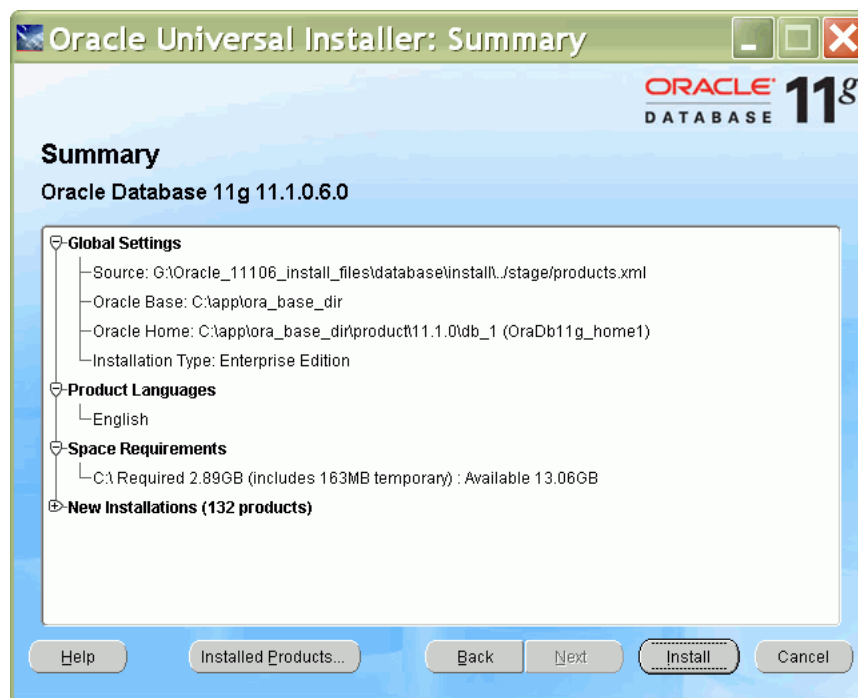 Oracle Universal Installer: Summary
ORACLE 11g
DATABASE
Summary
Oracle Database 11g 11.1.0.6.0
Global Settings
Source: G:\Oracle_11106_install_files\database\install\../stage/products.xml
Oracle Base: C:\app\ora_base_dir
Oracle Home: C:\app\ora_base_dir\product\11.1.0\db_1 (OraDb11g_home1)
Installation Type: Enterprise Edition
Product Languages
English
Space Requirements
C:\ Required 2.89GB (includes 163MB temporary) : Available 13.06GB
New Installations (132 products)
Help Installed Products... Back Next Install Cancel